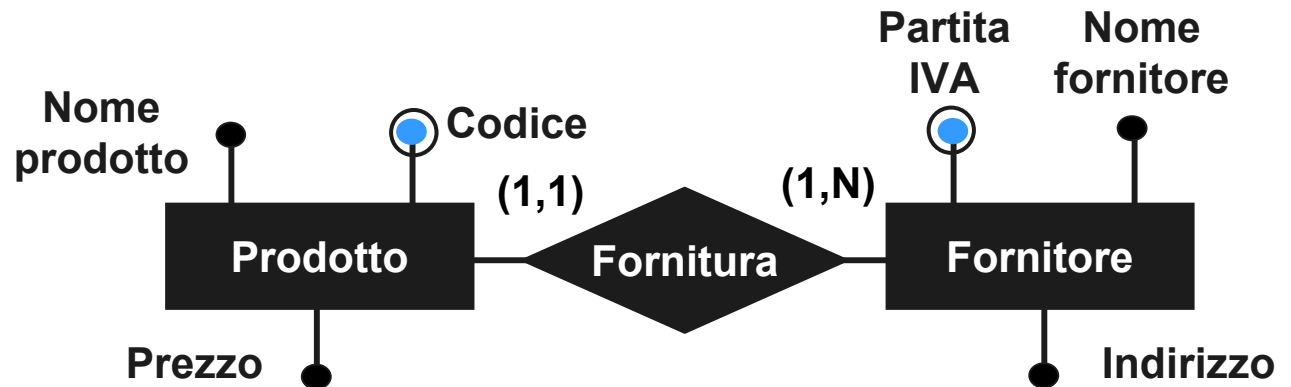 Partita
IVA
Nome
fornitore
Nome
prodotto
Codice
(1,1)
(1,N)
Prodotto
Fornitura
Fornitore
Prezzo
Indirizzo